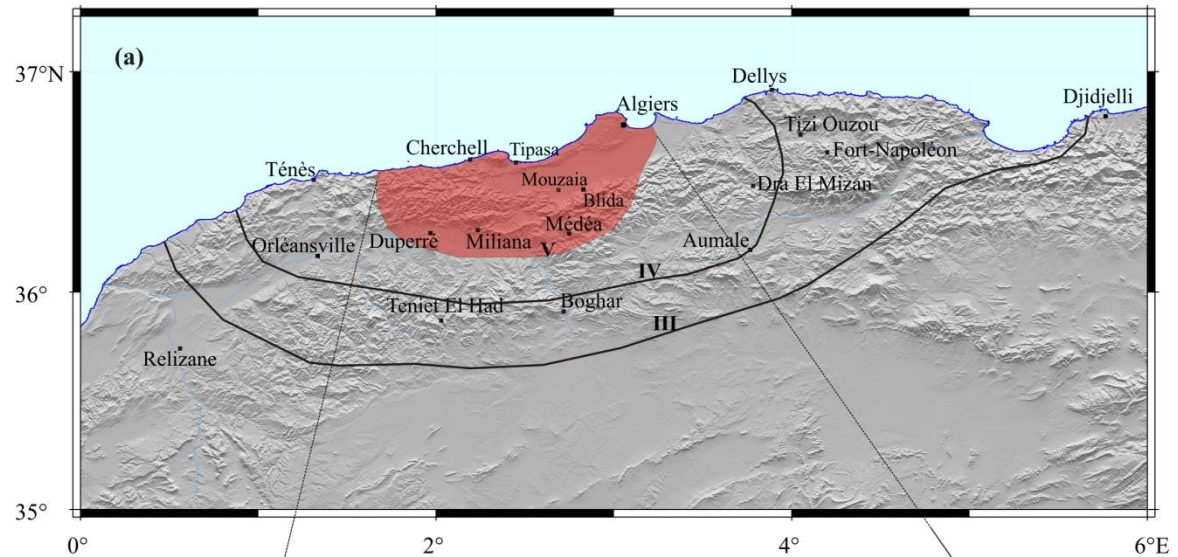 (a)
37°N
Dellys
Djidjelli
Algiers
Tizi Ouzou
Cherchell
Tipasa
Fort-Napoléon
Ténès
Mouzaia
Blida
Dra El Mizan
Duperré
Miliana
Médéa
Orléansville
V
Aumale
IV
36°
Teniet El Had
Boghar
III
Relizane
35°
0°
2°
4°
6°E